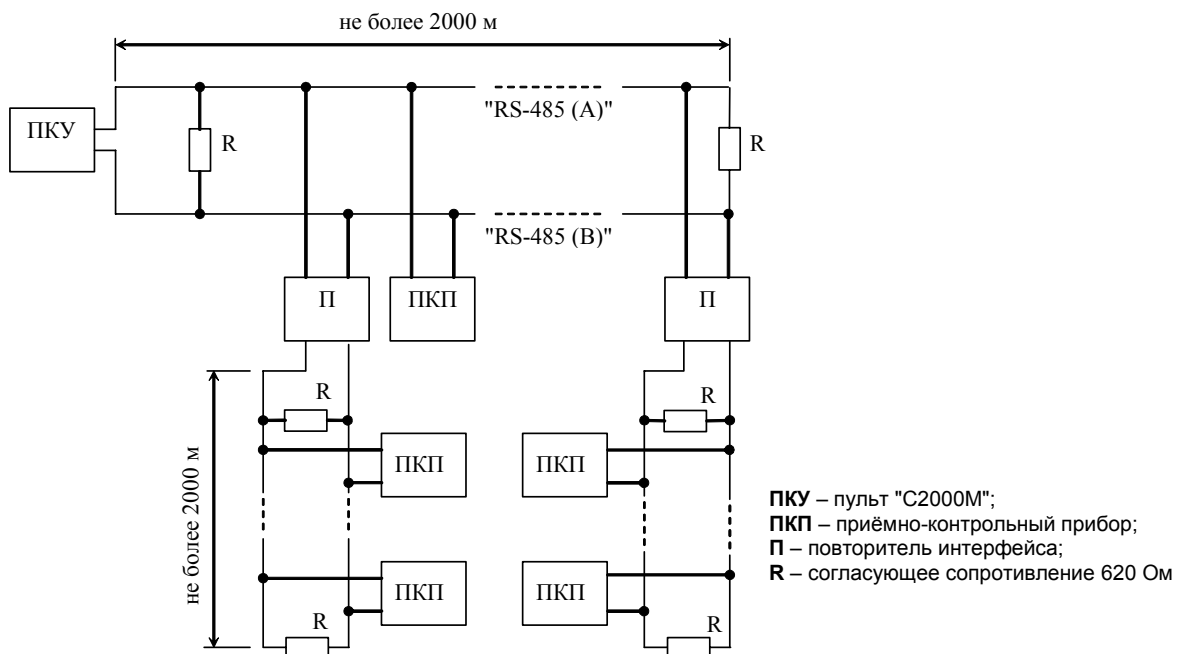 не более 2000 м
"RS-485 (A)"
ПКУ
R
R
"RS-485 (B)"
П
ПКП
П
не более 2000 м
R
R
ПКП
ПКП
ПКП
ПКП
R
R
ПКУ – пульт "С2000М";
ПКП – приёмно-контрольный прибор;
П – повторитель интерфейса;
R – согласующее сопротивление 620 Ом